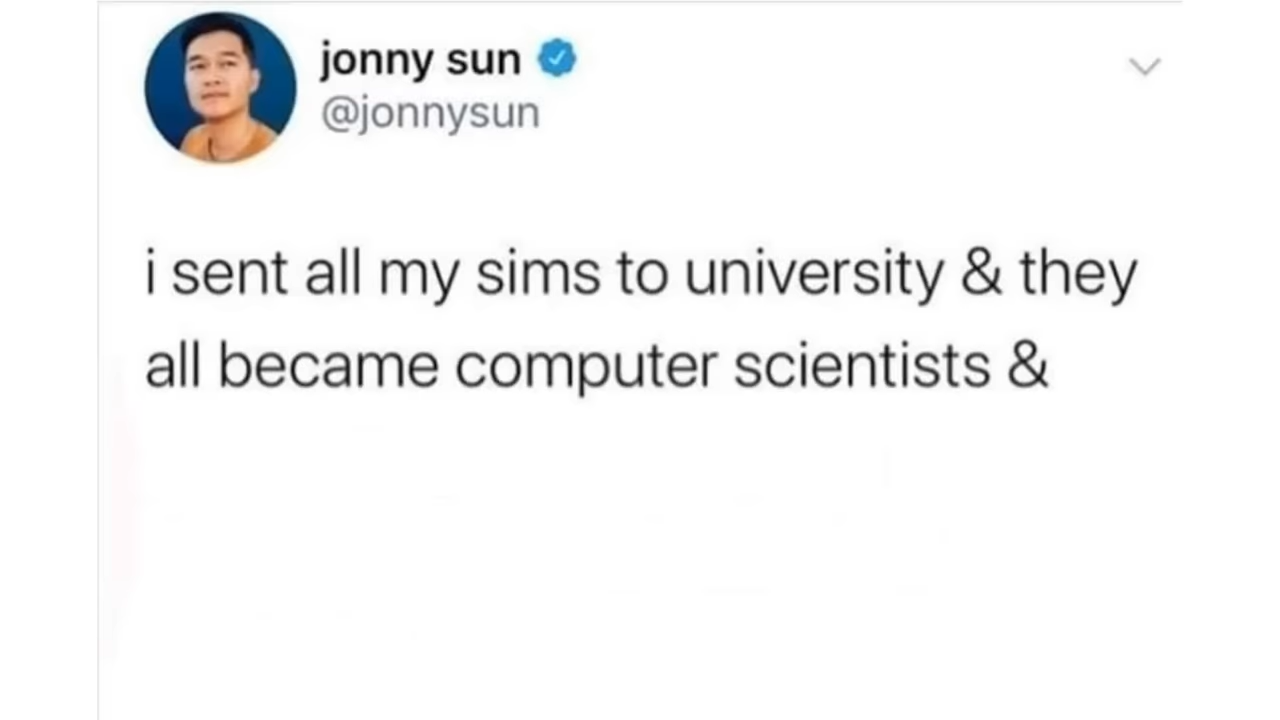 jonny sun
@jonnysun
i sent all my sims to university & they
all became computer scientists &